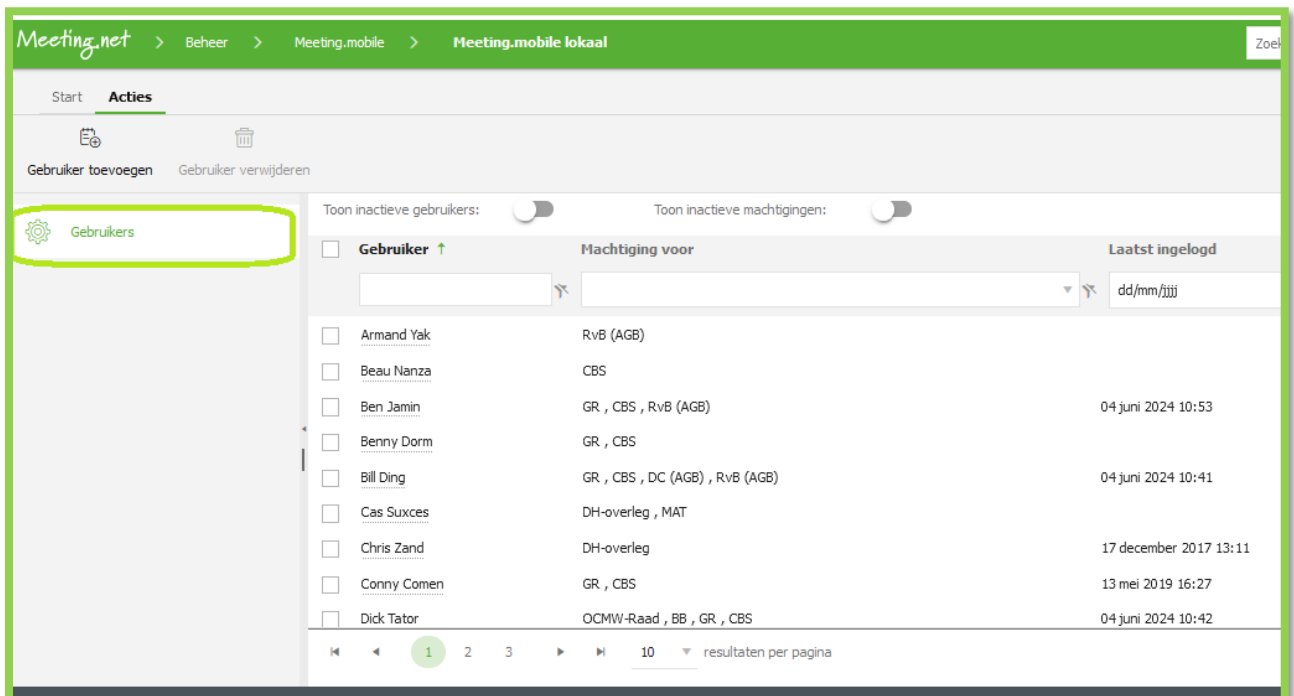 Meeting.net > Beheer > Meeting.mobile > Meeting.mobile lokaal
Start Acties
Gebruiker toevoegen Gebruiker verwijderen
Gebruikers
Toon inactieve gebruikers: Toon inactieve machtigingen:
Gebruiker ↑ Machtiging voor Laatst ingelogd
dd/mm/jjjj
Armand Yak RvB (AGB)
Beau Nanza CBS
Ben Jamin GR , CBS , RvB (AGB) 04 juni 2024 10:53
Benny Dorm GR , CBS
Bill Ding GR , CBS , DC (AGB) , RvB (AGB) 04 juni 2024 10:41
Cas Suxces DH-overleg , MAT
Chris Zand DH-overleg 17 december 2017 13:11
Conny Comen GR , CBS 13 mei 2019 16:27
Dick Tator OCMW-Raad , BB , GR , CBS 04 juni 2024 10:42
1 2 3 10 resultaten per pagina